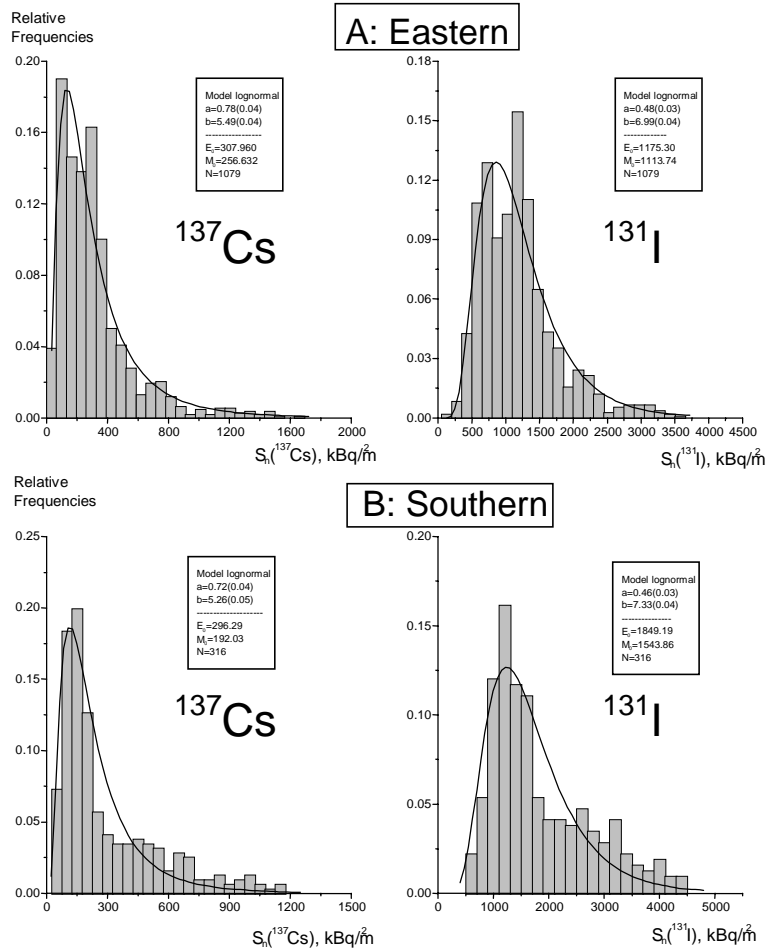 Relative
Frequencies
A: Eastern
0.20
0.16
0.12
0.08
0.04
0.00
0
400
800
1200
1600
2000
Model lognormal
a=0.78(0.04)
b=5.49(0.04)
-----------------
E₀=307.960
M₀=256.632
N=1079
¹³⁷Cs
Sₙ(¹³⁷Cs), kBq/m²
0.18
0.15
0.12
0.09
0.06
0.03
0.00
0
500
1000
1500
2000
2500
3000
3500
4000
4500
Model lognormal
a=0.48(0.03)
b=6.99(0.04)
-------------
E₀=1175.30
M₀=1113.74
N=1079
¹³¹I
Sₙ(¹³¹I), kBq/m²
Relative
Frequencies
B: Southern
0.25
0.20
0.15
0.10
0.05
0.00
0
300
600
900
1200
1500
Model lognormal
a=0.72(0.04)
b=5.26(0.05)
--------------------
E₀=296.29
M₀=192.03
N=316
¹³⁷Cs
Sₙ(¹³⁷Cs), kBq/m²
0.20
0.15
0.10
0.05
0.00
0
1000
2000
3000
4000
5000
Model lognormal
a=0.46(0.03)
b=7.33(0.04)
----------------
E₀=1849.19
M₀=1543.86
N=316
¹³¹I
Sₙ(¹³¹I), kBq/m²